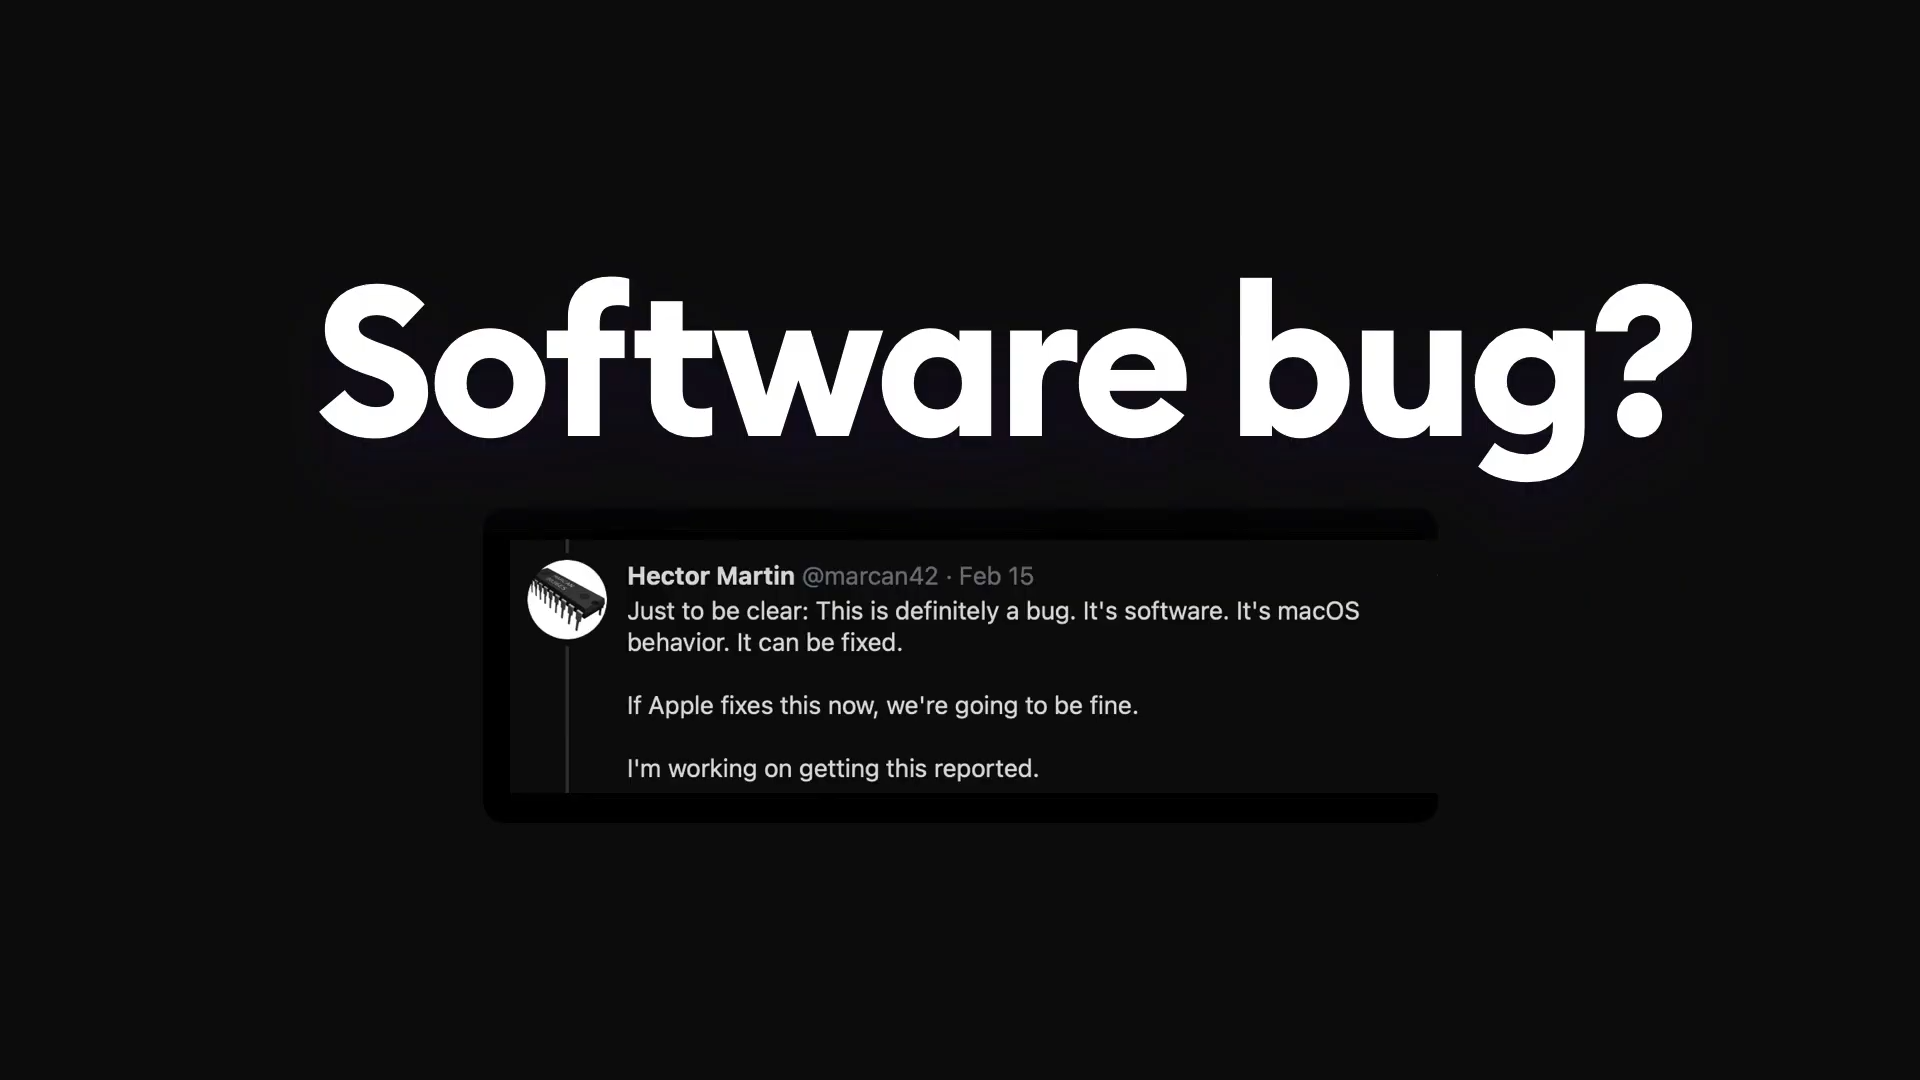 Software bug?
Hector Martin @marcan42 · Feb 15
Just to be clear: This is definitely a bug. It's software. It's macOS
behavior. It can be fixed.
If Apple fixes this now, we're going to be fine.
I'm working on getting this reported.